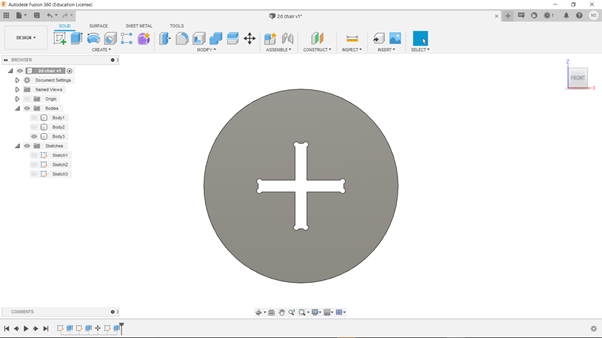 Autodesk Fusion 360 (Education License)
2d chair v1*
1
MJ
SOLID SURFACE SHEET METAL TOOLS
DESIGN
CREATE MODIFY ASSEMBLE CONSTRUCT INSPECT INSERT SELECT
BROWSER
2d chair v1
Document Settings
Named Views
Origin
Bodies
Body1
Body2
Body3
Sketches
Sketch1
Sketch2
Sketch3
Z
FRONT
X
COMMENTS